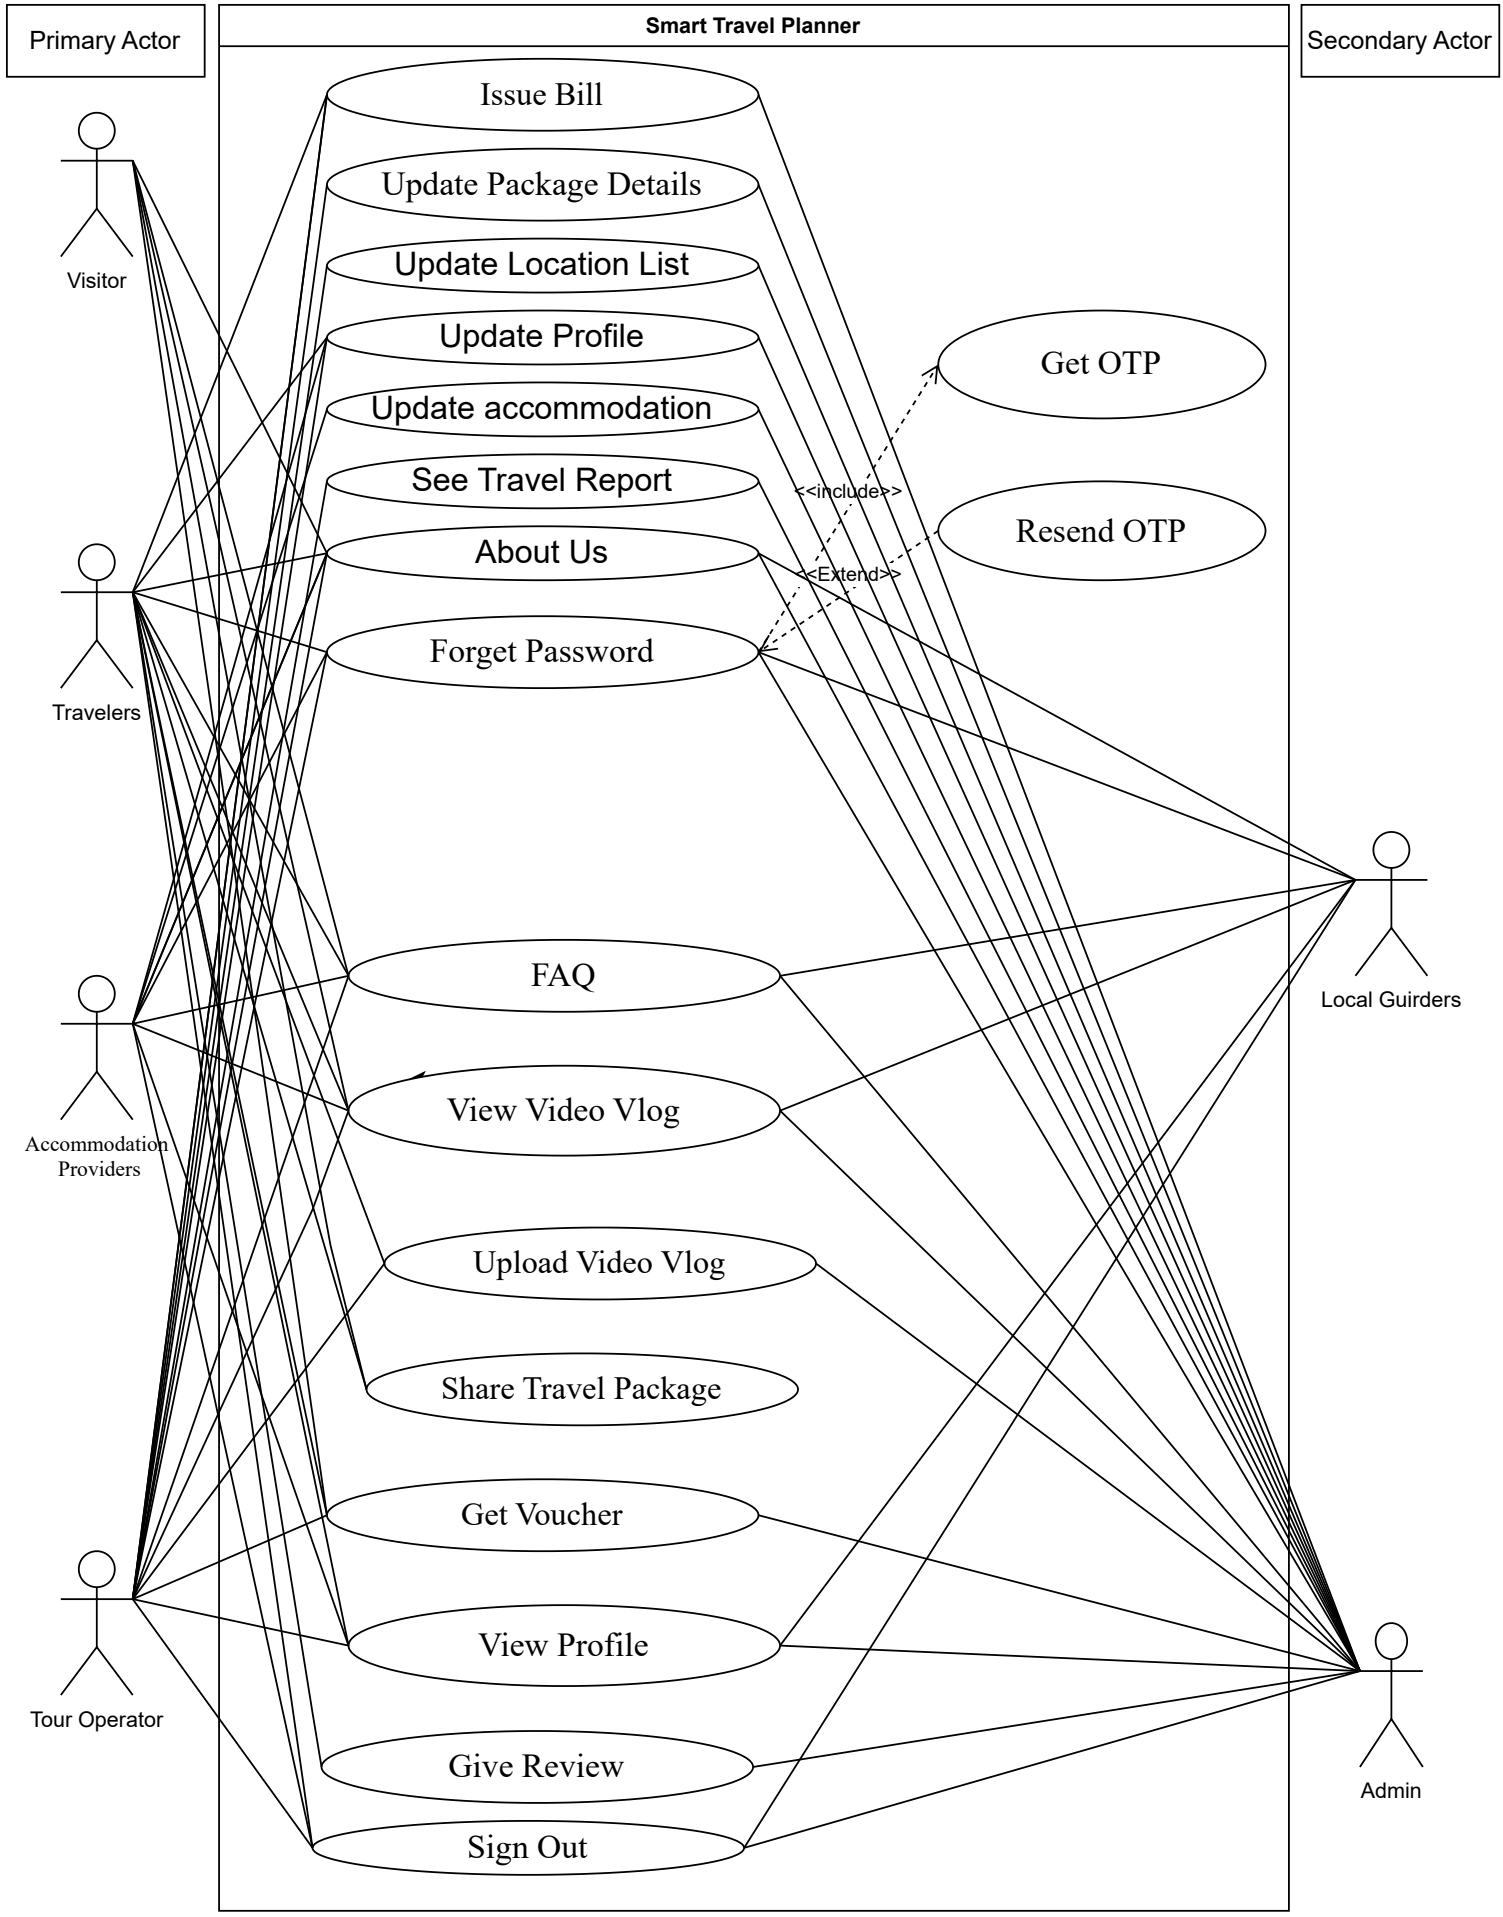 Primary Actor
Smart Travel Planner
Secondary Actor
Issue Bill
Update Package Details
Update Location List
Visitor
Update Profile
Get OTP
Update accommodation
See Travel Report
<<include>>
Resend OTP
About Us
<<Extend>>
Forget Password
Travelers
FAQ
Local Guirders
View Video Vlog
Accommodation
Providers
Upload Video Vlog
Share Travel Package
Get Voucher
View Profile
Tour Operator
Give Review
Admin
Sign Out